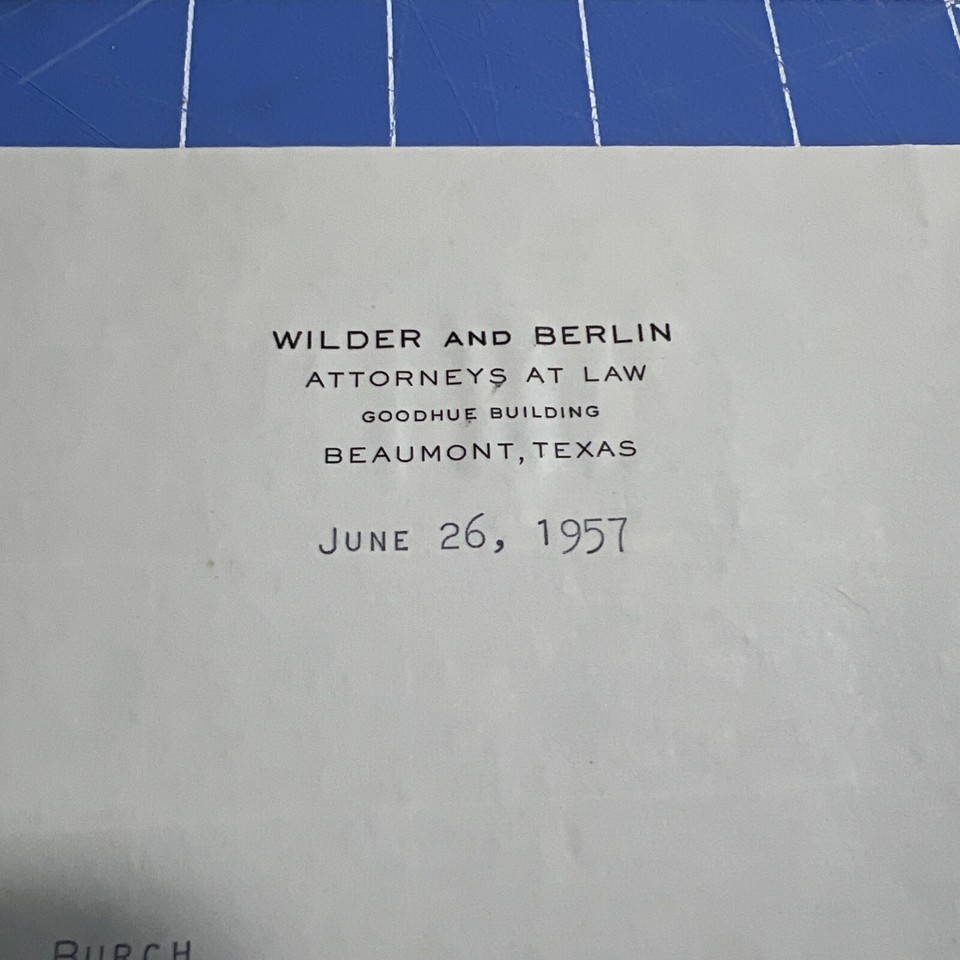 WILDER AND BERLIN
ATTORNEYS AT LAW
GOODHUE BUILDING
BEAUMONT, TEXAS
JUNE 26, 1957
BURCH